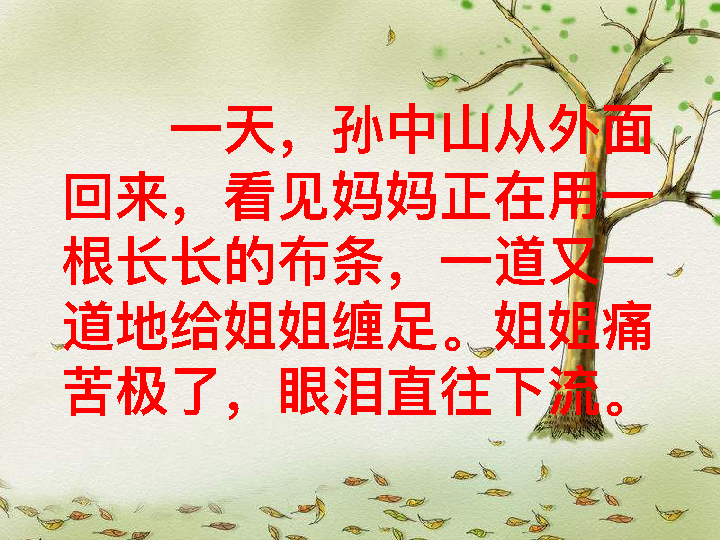 一天，孙中山从外面
回来，看见妈妈正在用一
根长长的布条，一道又一
道地给姐姐缠足。姐姐痛
苦极了，眼泪直往下流。